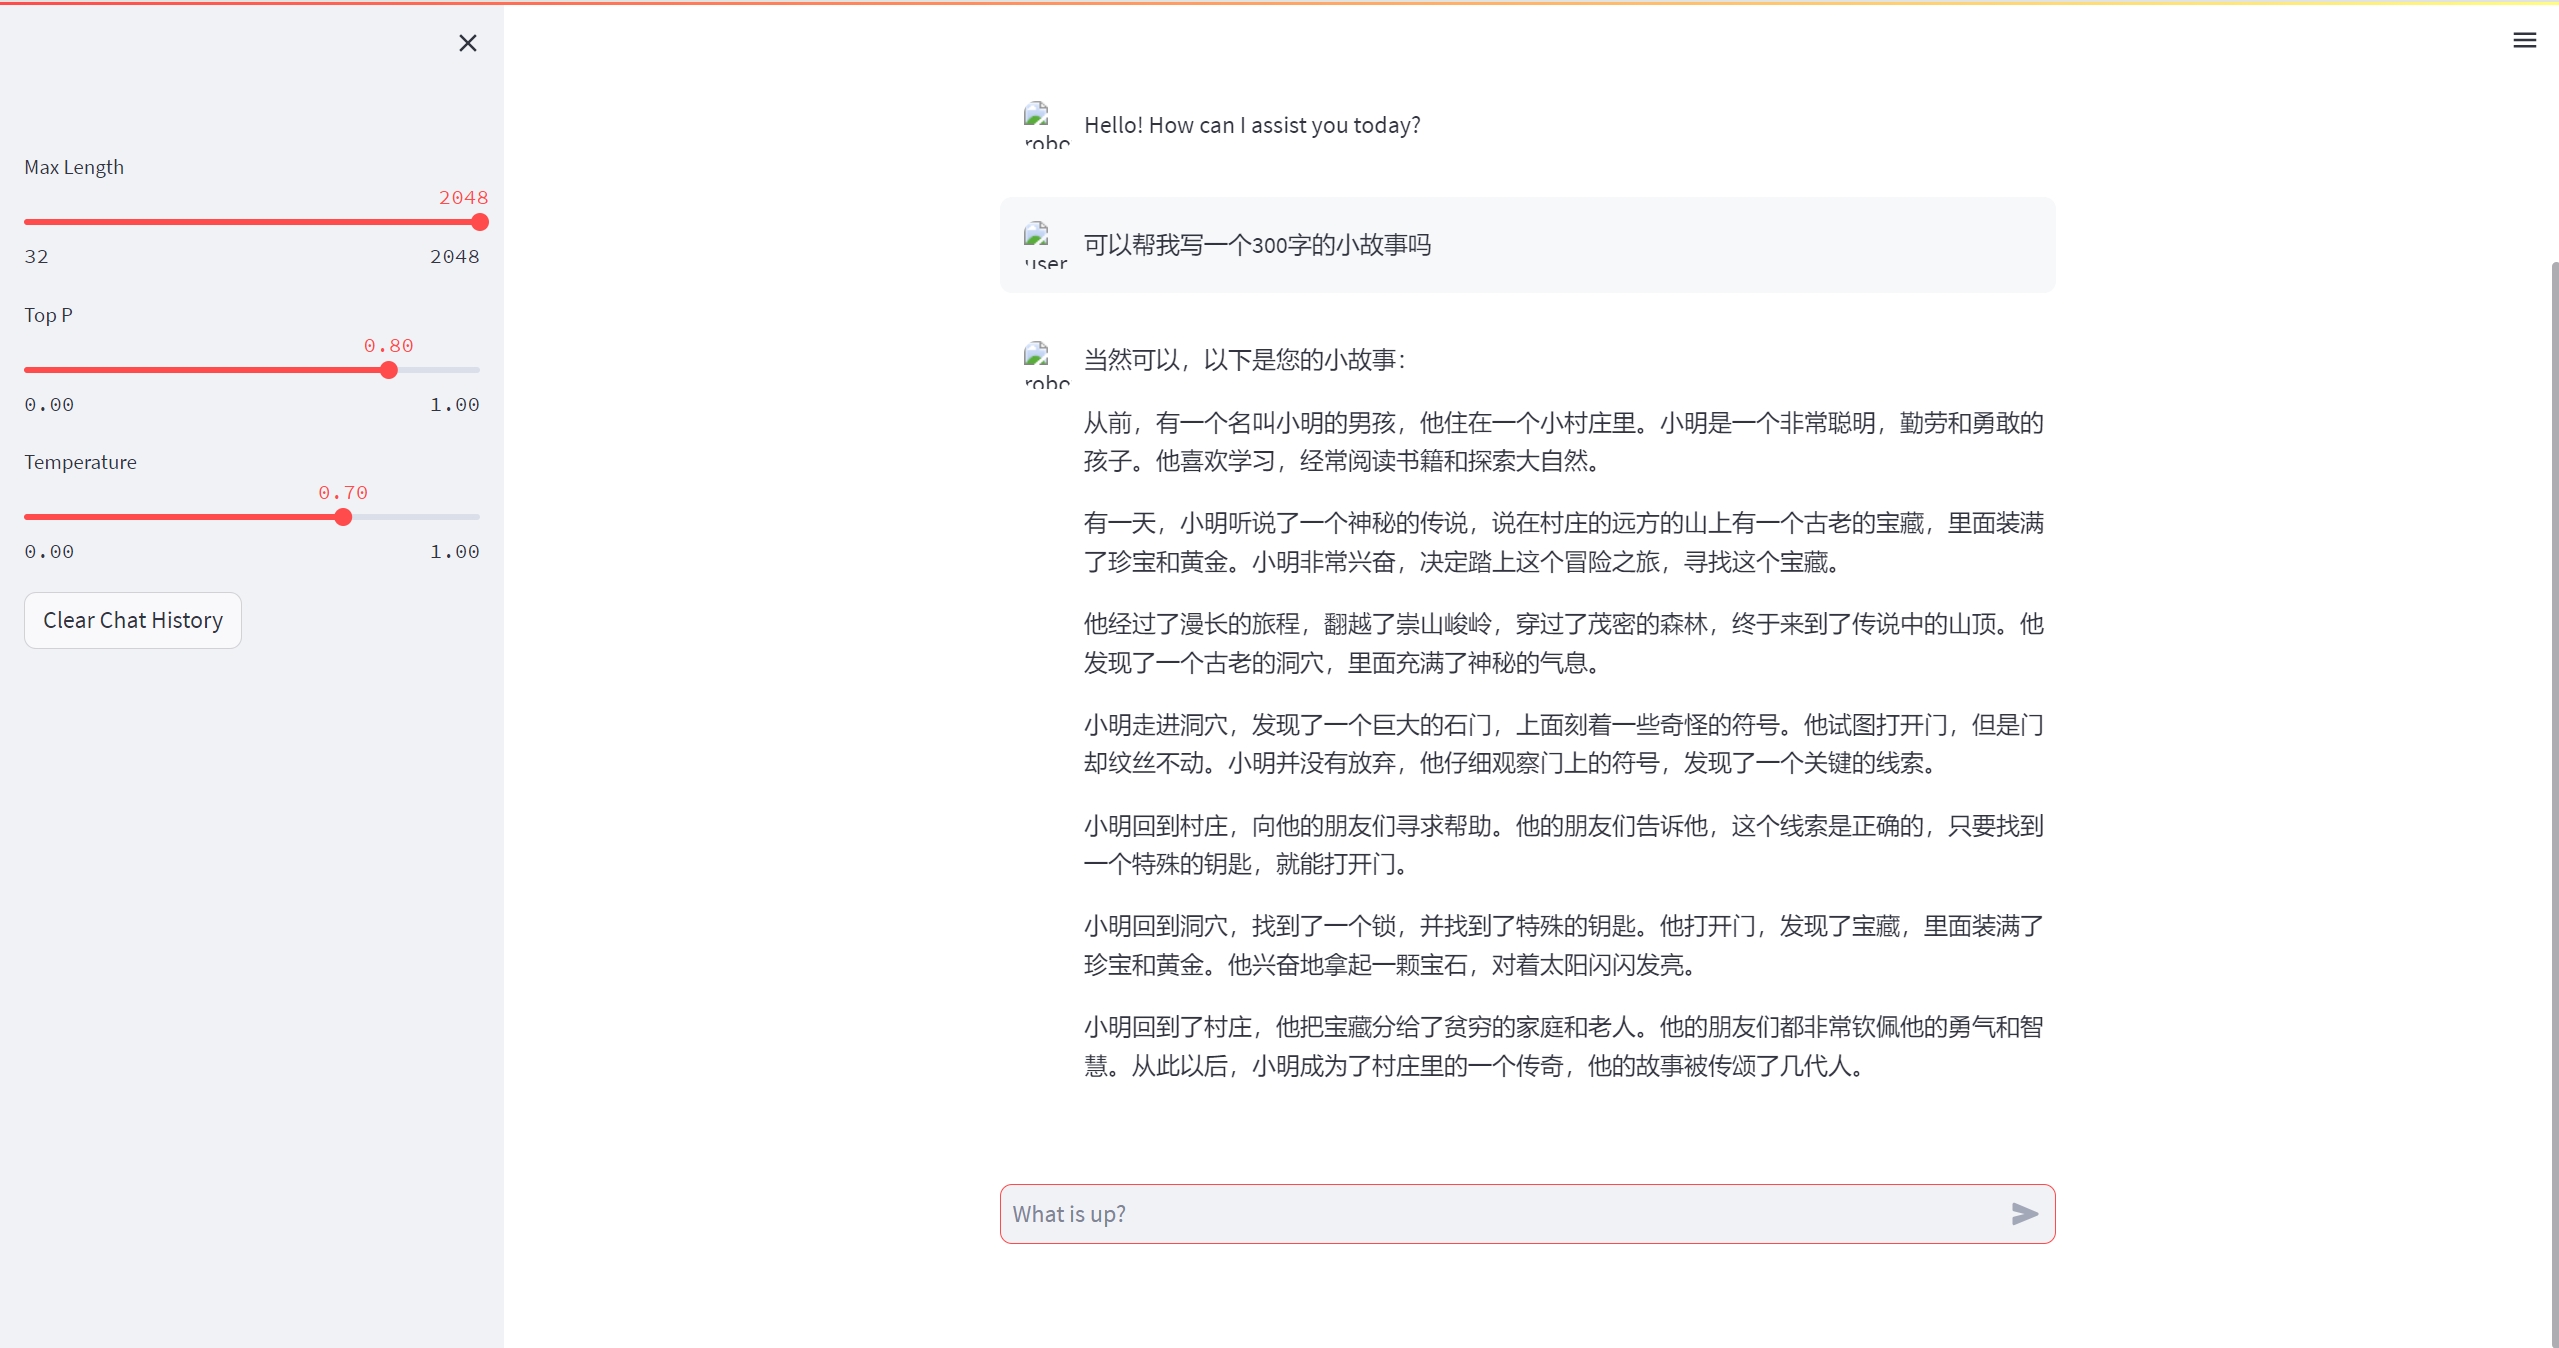 Max Length
2048
32 2048
Top P
0.80
0.00 1.00
Temperature
0.70
0.00 1.00
Clear Chat History
robo
Hello! How can I assist you today?
user
可以帮我写一个300字的小故事吗
robo
当然可以，以下是您的小故事：
从前，有一个名叫小明的男孩，他住在一个小村庄里。小明是一个非常聪明，勤劳和勇敢的
孩子。他喜欢学习，经常阅读书籍和探索大自然。
有一天，小明听说了一个神秘的传说，说在村庄的远方的山上有一个古老的宝藏，里面装满
了珍宝和黄金。小明非常兴奋，决定踏上这个冒险之旅，寻找这个宝藏。
他经过了漫长的旅程，翻越了崇山峻岭，穿过了茂密的森林，终于来到了传说中的山顶。他
发现了一个古老的洞穴，里面充满了神秘的气息。
小明走进洞穴，发现了一个巨大的石门，上面刻着一些奇怪的符号。他试图打开门，但是门
却纹丝不动。小明并没有放弃，他仔细观察门上的符号，发现了一个关键的线索。
小明回到村庄，向他的朋友们寻求帮助。他的朋友们告诉他，这个线索是正确的，只要找到
一个特殊的钥匙，就能打开门。
小明回到洞穴，找到了一个锁，并找到了特殊的钥匙。他打开门，发现了宝藏，里面装满了
珍宝和黄金。他兴奋地拿起一颗宝石，对着太阳闪闪发亮。
小明回到了村庄，他把宝藏分给了贫穷的家庭和老人。他的朋友们都非常钦佩他的勇气和智
慧。从此以后，小明成为了村庄里的一个传奇，他的故事被传颂了几代人。
What is up?